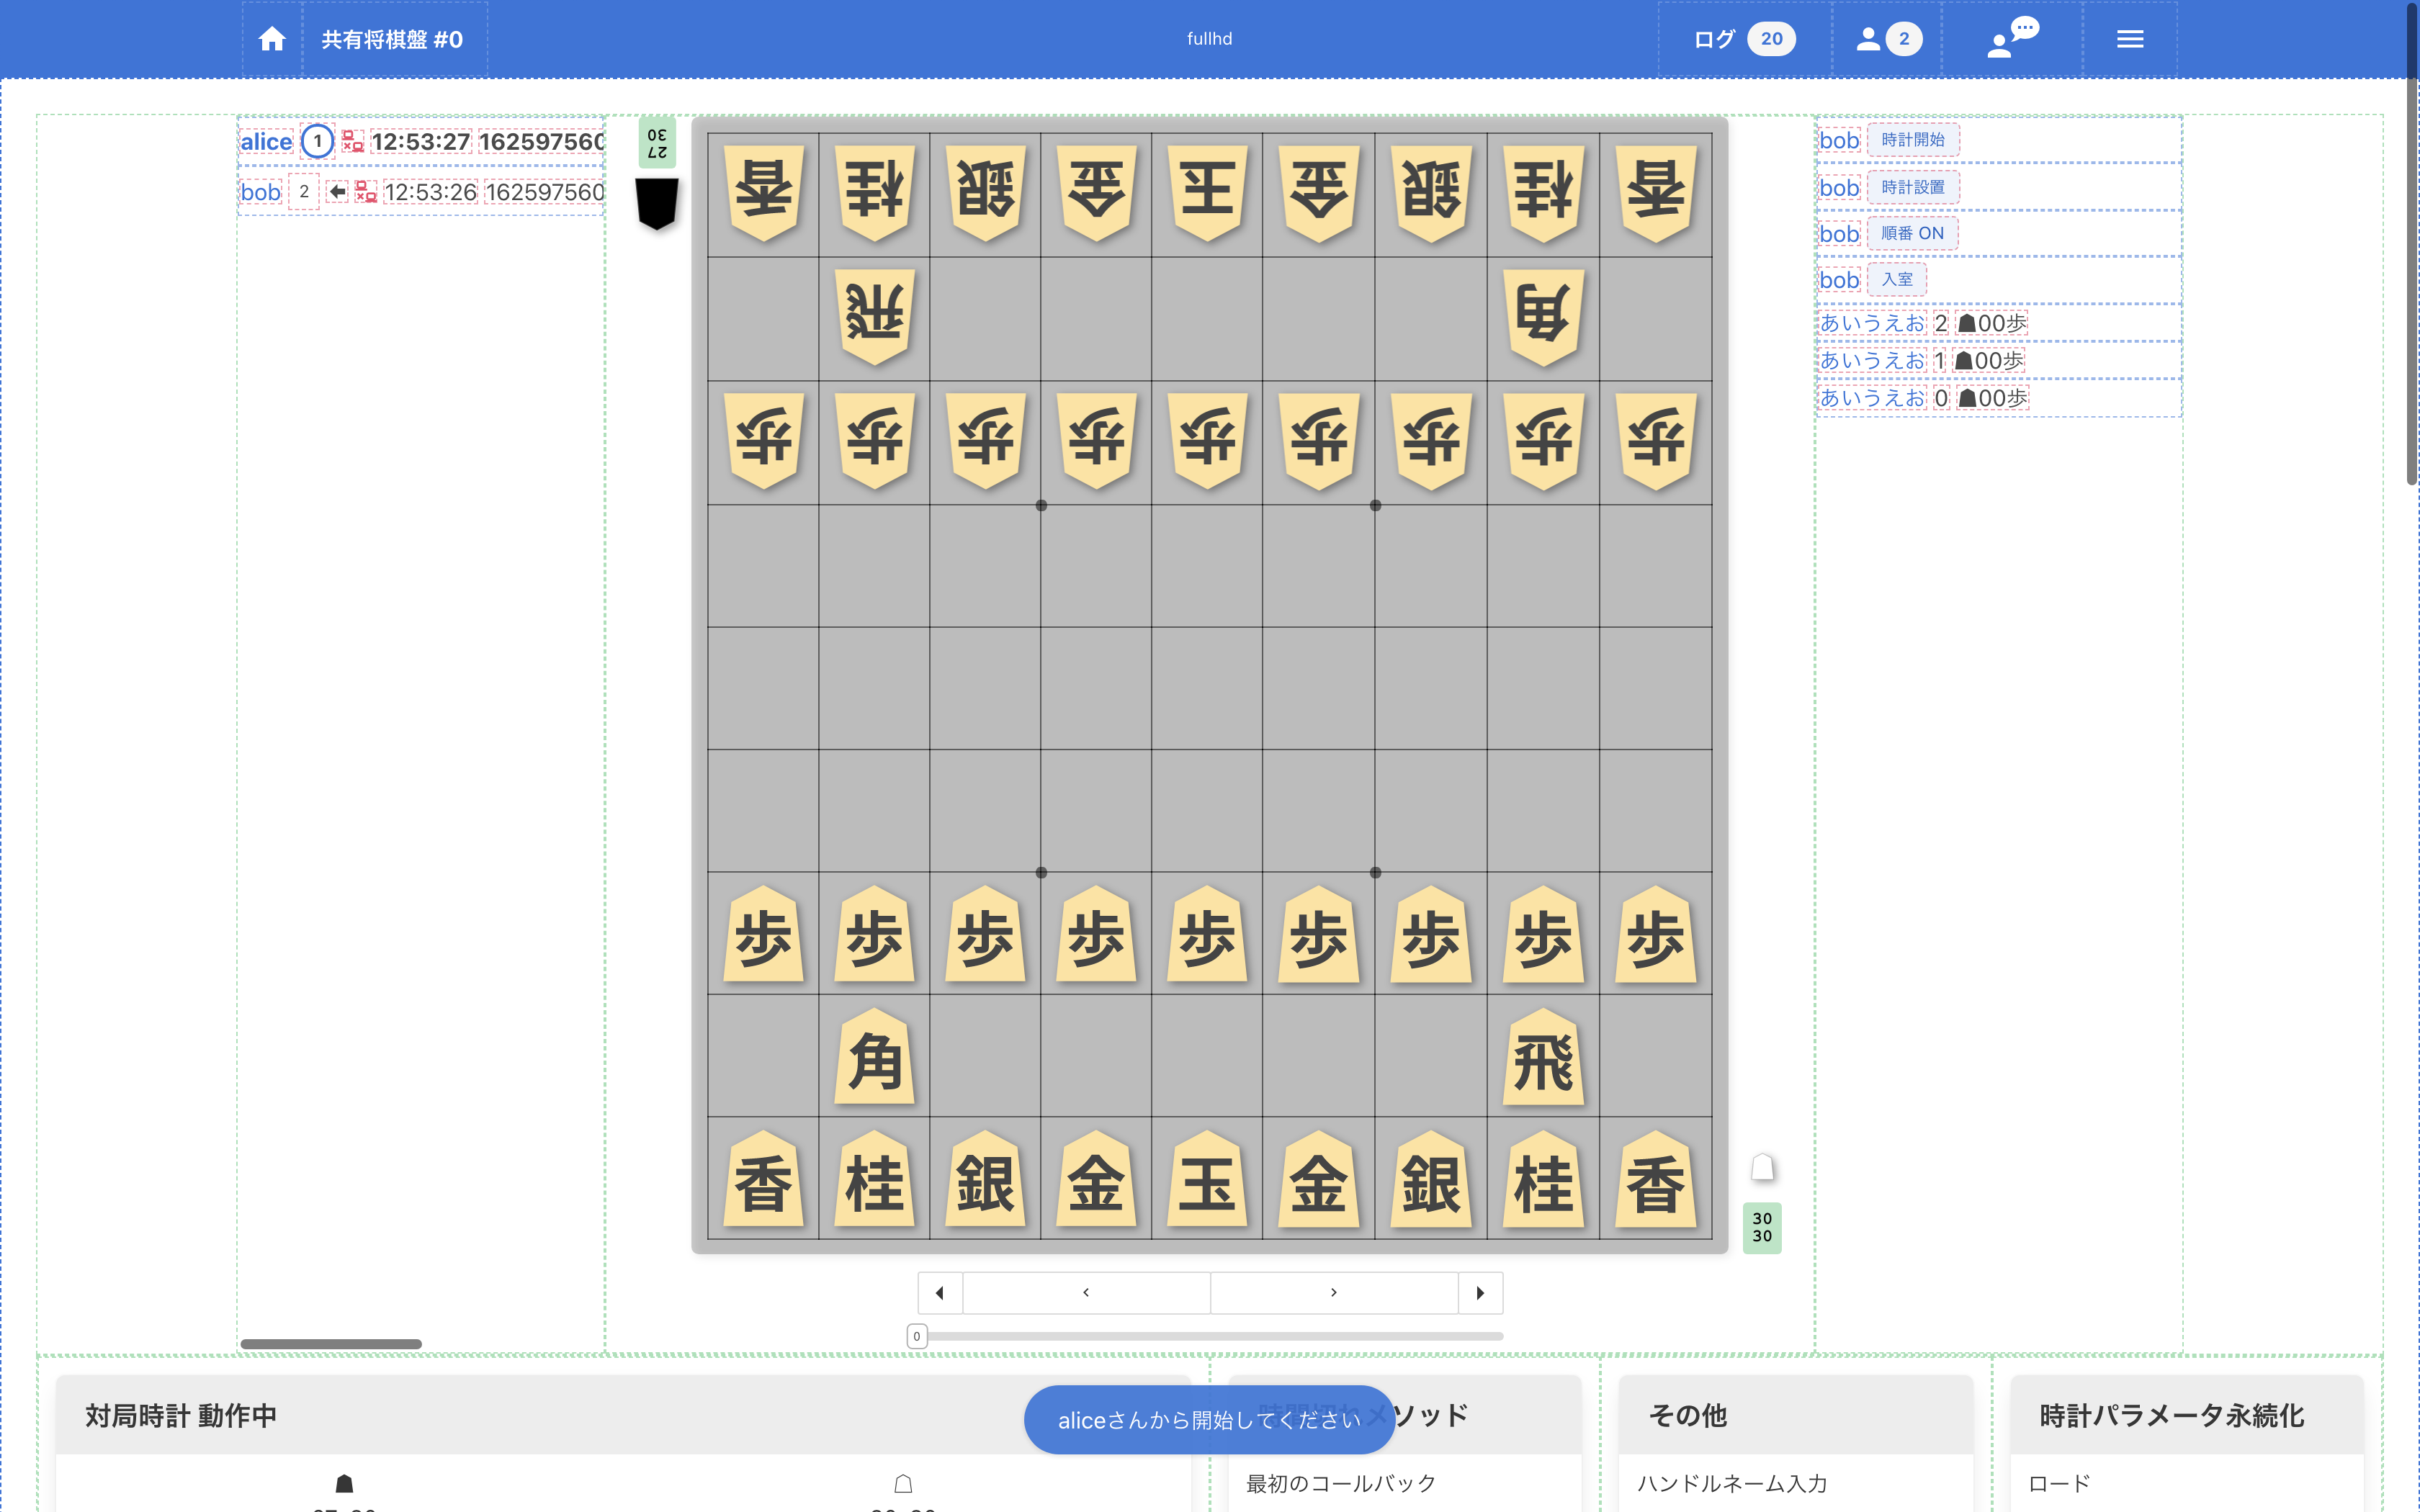 共有将棋盤 #0
fullhd
ログ 20
2
alice 1 12:53:27 162597560
bob 2 12:53:26 162597560
27
30
香 桂 銀 金 王 金 銀 桂 香
飛 角
歩 歩 歩 歩 歩 歩 歩 歩 歩
歩 歩 歩 歩 歩 歩 歩 歩 歩
角 飛
香 桂 銀 金 玉 金 銀 桂 香
30
30
0
bob 時計開始
bob 時計設置
bob 順番 ON
bob 入室
あいうえお 2 ☗00歩
あいうえお 1 ☗00歩
あいうえお 0 ☗00歩
対局時計 動作中
aliceさんから開始してください
時間切れメソッド
最初のコールバック
その他
ハンドルネーム入力
時計パラメータ永続化
ロード